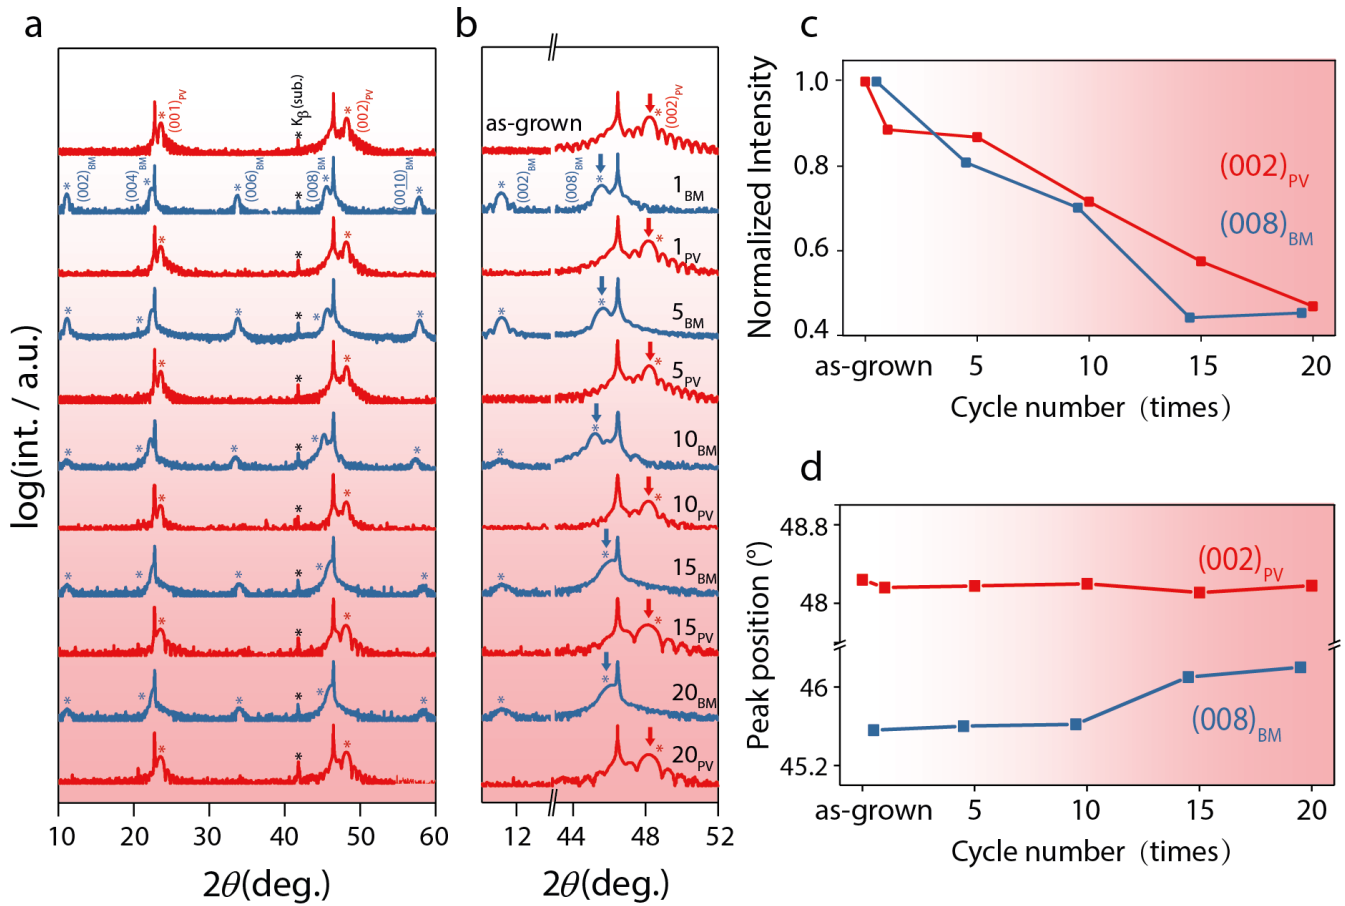 a
log(int. / a.u.)
(001)PV
*Kβ (sub.)
(002)PV
(002)BM
(004)BM
(006)BM
(008)BM
(0010)BM
10 20 30 40 50 60
2θ(deg.)
b
as-grown
(002)PV
(002)BM
(008)BM
1BM
1PV
5BM
5PV
10BM
10PV
15BM
15PV
20BM
20PV
12 44 48 52
2θ(deg.)
c
Normalized Intensity
1.0
0.8
0.6
0.4
(002)PV
(008)BM
as-grown 5 10 15 20
Cycle number (times)
d
Peak position (°)
48.8
48
46
45.2
(002)PV
(008)BM
as-grown 5 10 15 20
Cycle number (times)